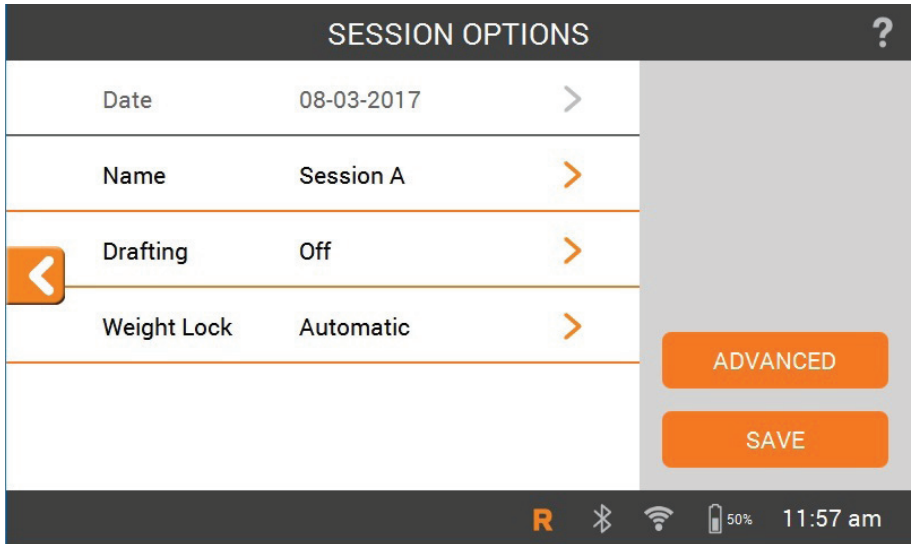 SESSION OPTIONS ?
Date 08-03-2017
Name Session A
Drafting Off
Weight Lock Automatic
ADVANCED
SAVE
R 50% 11:57 am